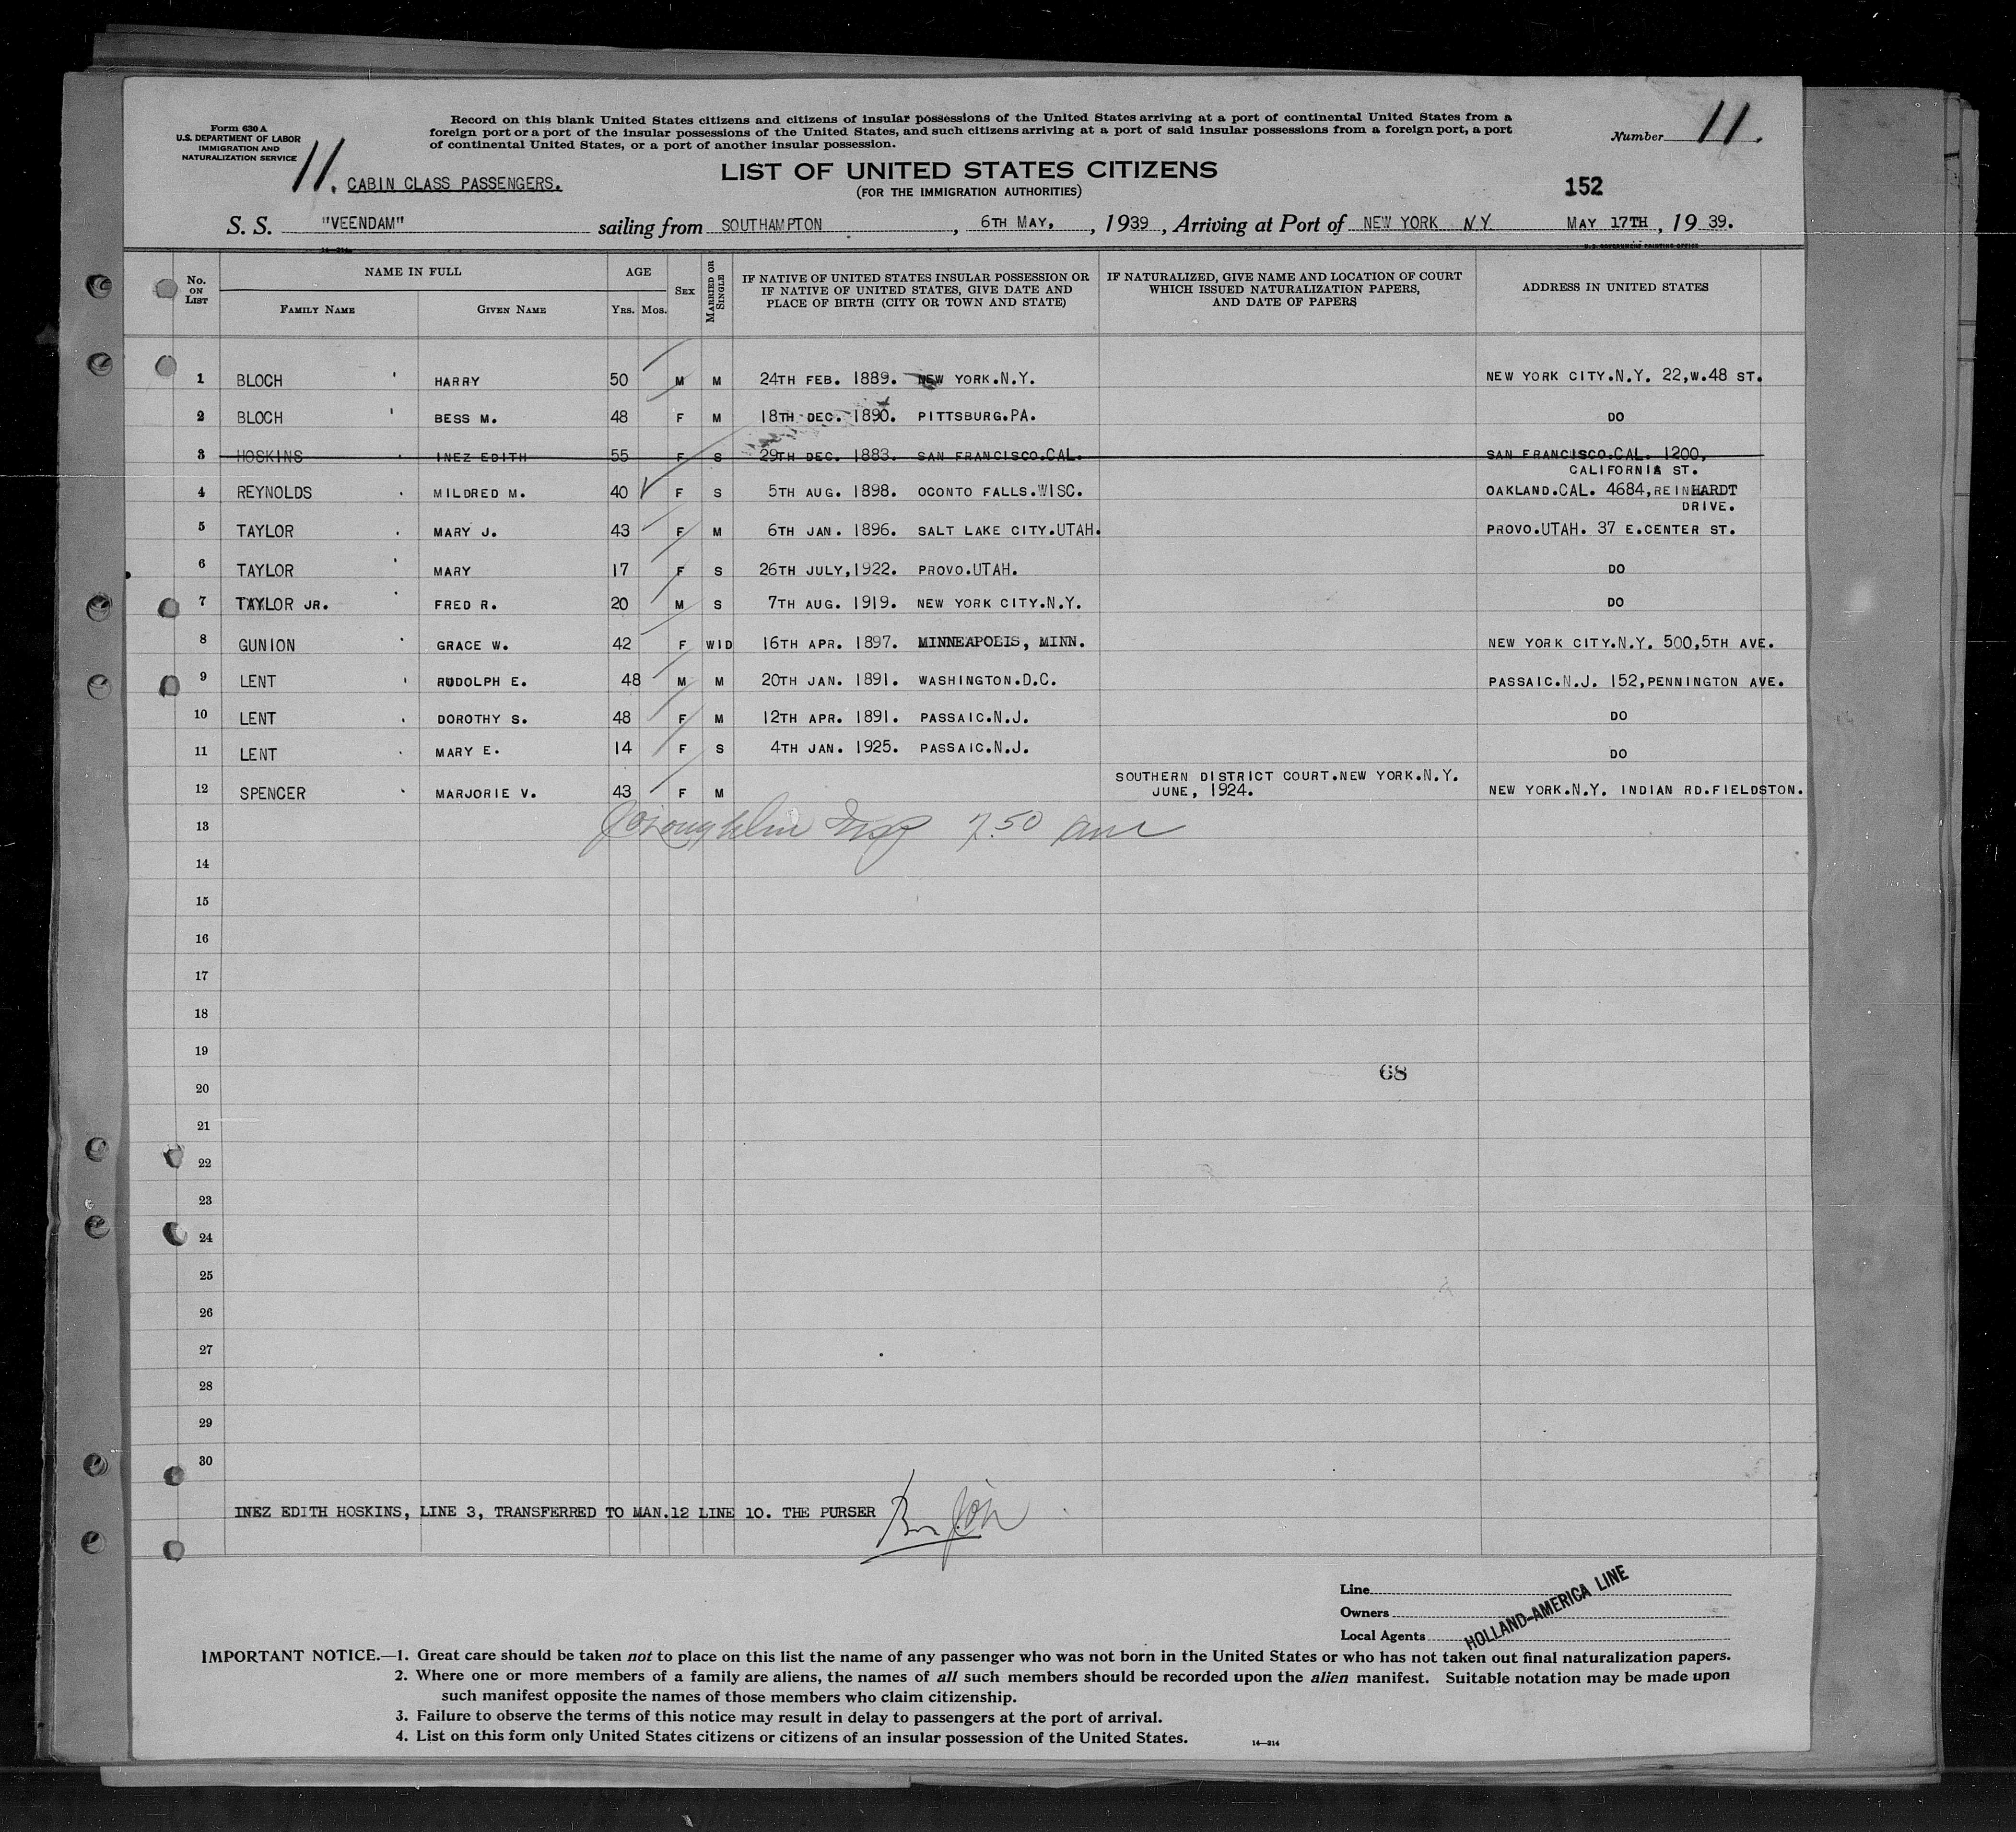 Form 630 A
U.S. DEPARTMENT OF LABOR
IMMIGRATION AND
NATURALIZATION SERVICE
11.
CABIN CLASS PASSENGERS.
Record on this blank United States citizens and citizens of insular possessions of the United States arriving at a port of continental United States from a
foreign port or a port of the insular possessions of the United States, and such citizens arriving at a port of said insular possessions from a foreign port, a port
of continental United States, or a port of another insular possession.
Number 11.
LIST OF UNITED STATES CITIZENS
(FOR THE IMMIGRATION AUTHORITIES)
152
S. S. "VEENDAM" sailing from SOUTHAMPTON, 6TH MAY, , 1939, Arriving at Port of NEW YORK N.Y. MAY 17TH, 19 39.
14—214
U.S. GOVERNMENT PRINTING OFFICE
No. ON LIST NAME IN FULL FAMILY NAME GIVEN NAME AGE YRS. MOS. SEX MARRIED OR SINGLE IF NATIVE OF UNITED STATES INSULAR POSSESSION OR IF NATIVE OF UNITED STATES, GIVE DATE AND PLACE OF BIRTH (CITY OR TOWN AND STATE) IF NATURALIZED, GIVE NAME AND LOCATION OF COURT WHICH ISSUED NATURALIZATION PAPERS, AND DATE OF PAPERS ADDRESS IN UNITED STATES
1 BLOCH HARRY 50 M M 24TH FEB. 1889. NEW YORK.N.Y. NEW YORK CITY.N.Y. 22,W.48 ST.
2 BLOCH BESS M. 48 F M 18TH DEC. 1890. PITTSBURG.PA. DO
3 HOSKINS INEZ EDITH 55 F S 29TH DEC. 1883. SAN FRANCISCO.CAL. SAN FRANCISCO.CAL. 1200,
CALIFORNIA ST.
4 REYNOLDS MILDRED M. 40 F S 5TH AUG. 1898. OCONTO FALLS.WISC. OAKLAND.CAL. 4684,REINHARDT
DRIVE.
5 TAYLOR MARY J. 43 F M 6TH JAN. 1896. SALT LAKE CITY.UTAH. PROVO.UTAH. 37 E.CENTER ST.
6 TAYLOR MARY 17 F S 26TH JULY,1922. PROVO.UTAH. DO
7 TAYLOR JR. FRED R. 20 M S 7TH AUG. 1919. NEW YORK CITY.N.Y. DO
8 GUNION GRACE W. 42 F WID 16TH APR. 1897. MINNEAPOLIS, MINN. NEW YORK CITY.N.Y. 500,5TH AVE.
9 LENT RUDOLPH E. 48 M M 20TH JAN. 1891. WASHINGTON.D.C. PASSAIC.N.J. 152,PENNINGTON AVE.
10 LENT DOROTHY S. 48 F M 12TH APR. 1891. PASSAIC.N.J. DO
11 LENT MARY E. 14 F S 4TH JAN. 1925. PASSAIC.N.J. DO
SOUTHERN DISTRICT COURT.NEW YORK.N.Y.
12 SPENCER MARJORIE V. 43 F M JUNE, 1924. NEW YORK.N.Y. INDIAN RD.FIELDSTON.
13 Insp 7.50
14
15
16
17
18
19
68
20
21
22
23
24
25
26
27
28
29
30
INEZ EDITH HOSKINS, LINE 3, TRANSFERRED TO MAN.12 LINE 10. THE PURSER
Line
Owners
Local Agents
HOLLAND-AMERICA LINE
IMPORTANT NOTICE.—1. Great care should be taken not to place on this list the name of any passenger who was not born in the United States or who has not taken out final naturalization papers.
2. Where one or more members of a family are aliens, the names of all such members should be recorded upon the alien manifest. Suitable notation may be made upon
such manifest opposite the names of those members who claim citizenship.
3. Failure to observe the terms of this notice may result in delay to passengers at the port of arrival.
4. List on this form only United States citizens or citizens of an insular possession of the United States.
14—214